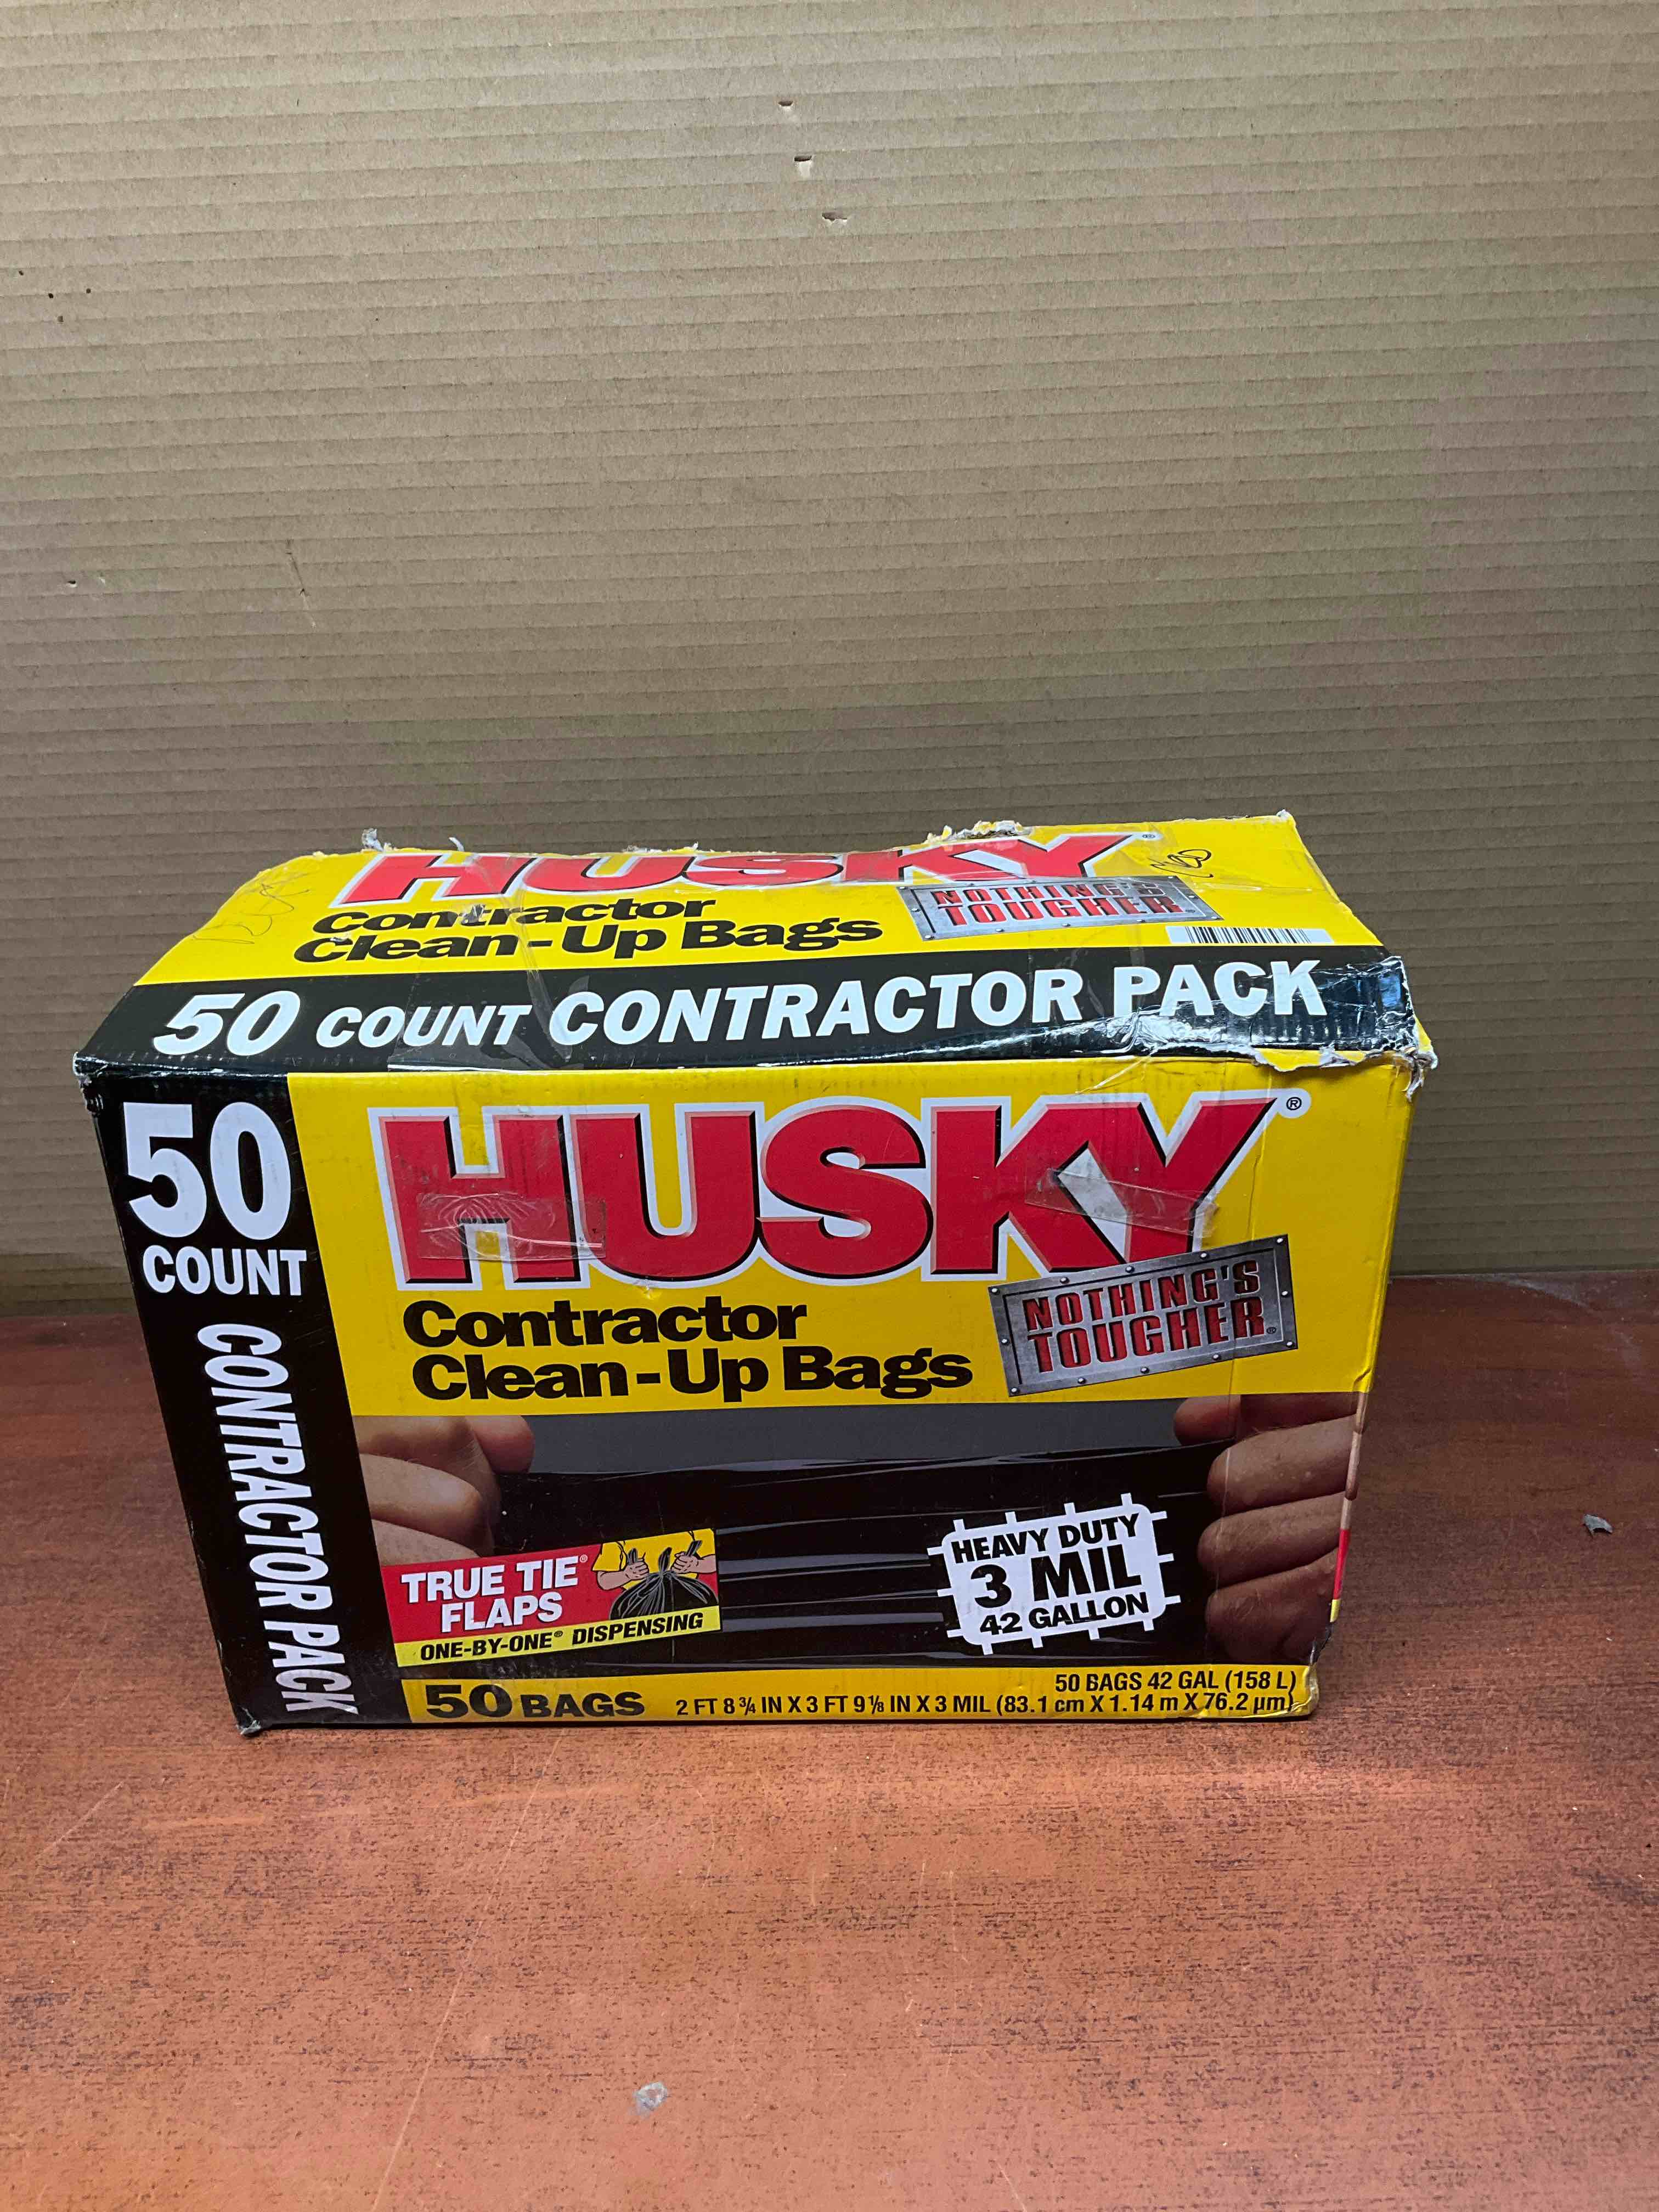 HUSKY®
Contractor
Clean-Up Bags
NOTHING'S
TOUGHER®
50 COUNT CONTRACTOR PACK
50
COUNT
CONTRACTOR PACK
HUSKY®
Contractor
Clean-Up Bags
NOTHING'S
TOUGHER®
TRUE TIE®
FLAPS
ONE-BY-ONE® DISPENSING
HEAVY DUTY
3 MIL
42 GALLON
50 BAGS
50 BAGS 42 GAL (158 L)
2 FT 8 3/4 IN X 3 FT 9 1/8 IN X 3 MIL (83.1 cm X 1.14 m X 76.2 µm)